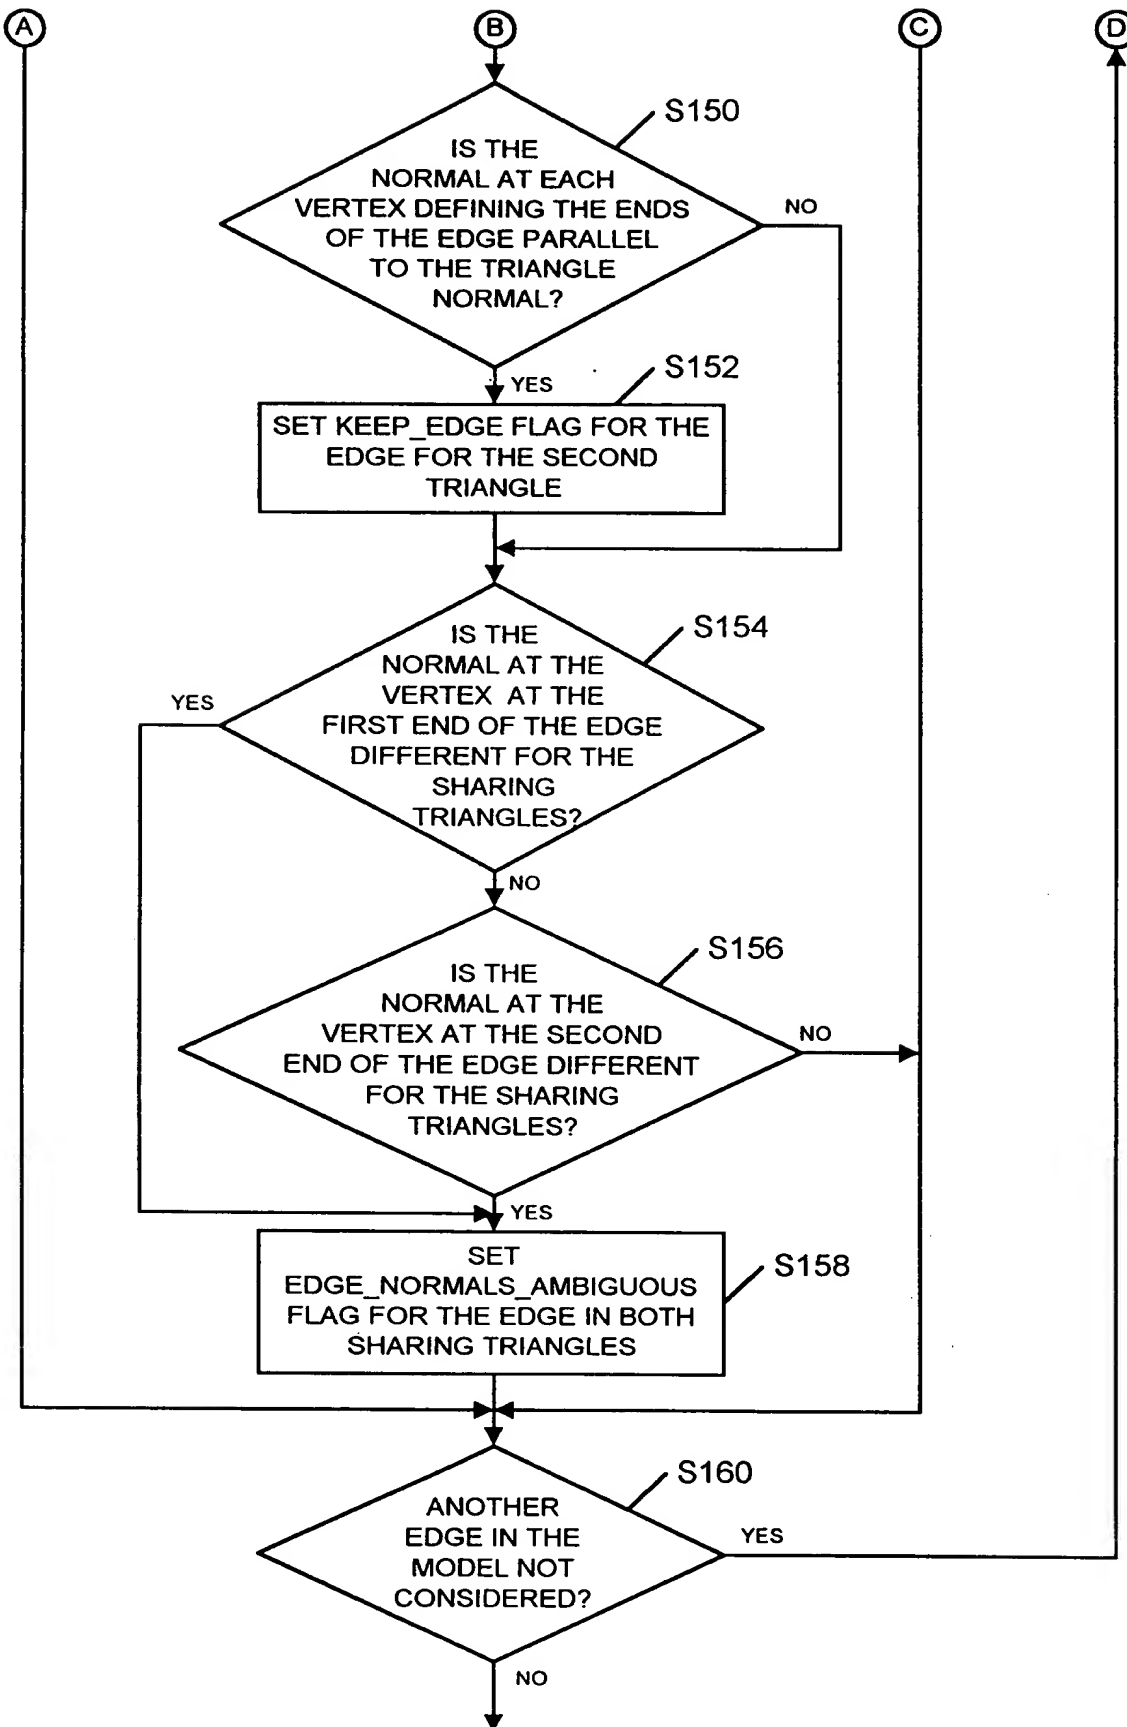 A
B
C
D
S150
IS THE
NORMAL AT EACH
VERTEX DEFINING THE ENDS
OF THE EDGE PARALLEL
TO THE TRIANGLE
NORMAL?
NO
YES
S152
SET KEEP_EDGE FLAG FOR THE
EDGE FOR THE SECOND
TRIANGLE
S154
IS THE
NORMAL AT THE
VERTEX AT THE
FIRST END OF THE EDGE
DIFFERENT FOR THE
SHARING
TRIANGLES?
YES
NO
S156
IS THE
NORMAL AT THE
VERTEX AT THE SECOND
END OF THE EDGE DIFFERENT
FOR THE SHARING
TRIANGLES?
NO
YES
S158
SET
EDGE_NORMALS_AMBIGUOUS
FLAG FOR THE EDGE IN BOTH
SHARING TRIANGLES
S160
ANOTHER
EDGE IN THE
MODEL NOT
CONSIDERED?
YES
NO